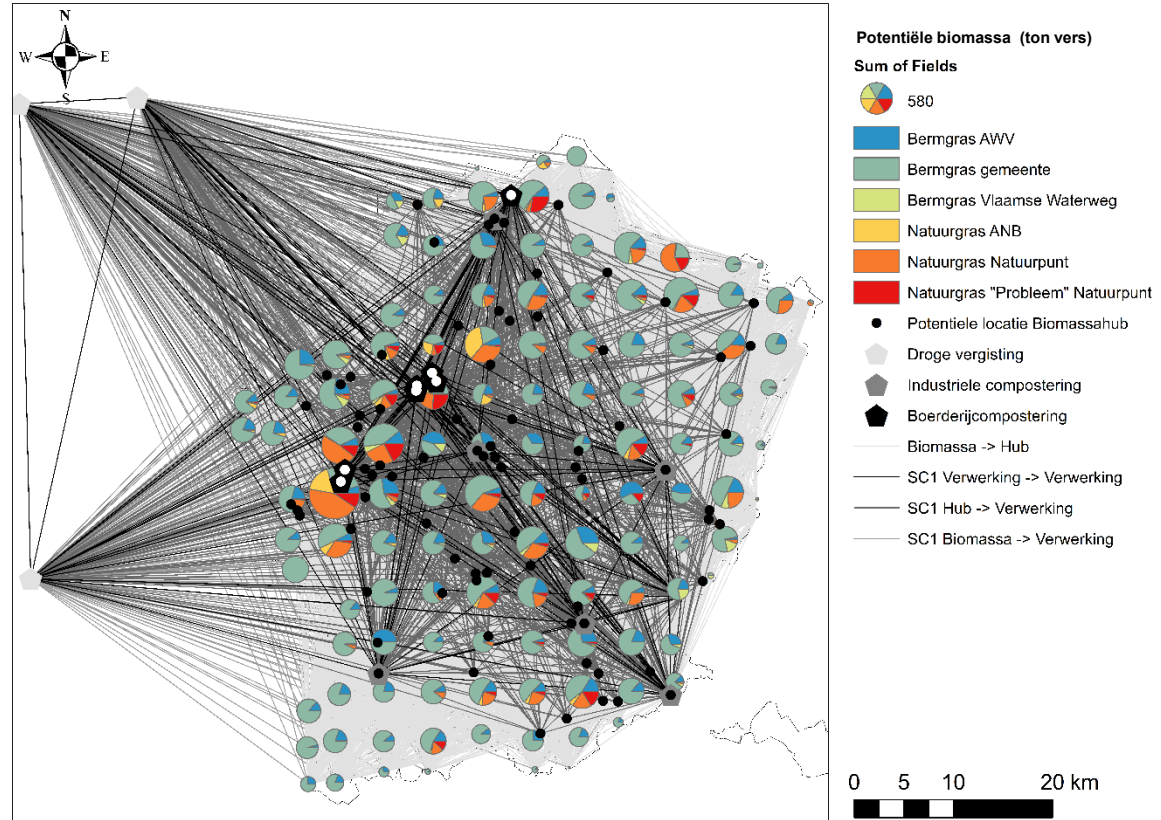 N
W
E
S
Potentiële biomassa (ton vers)
Sum of Fields
580
Bermgras AWV
Bermgras gemeente
Bermgras Vlaamse Waterweg
Natuurgras ANB
Natuurgras Natuurpunt
Natuurgras "Probleem" Natuurpunt
Potentiele locatie Biomassahub
Droge vergisting
Industriele compostering
Boerderijcompostering
Biomassa -> Hub
SC1 Verwerking -> Verwerking
SC1 Hub -> Verwerking
SC1 Biomassa -> Verwerking
0 5 10 20 km